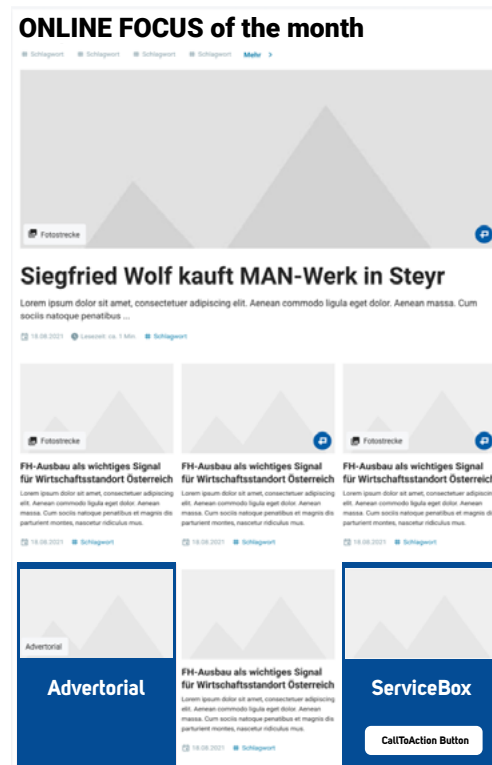 ONLINE FOCUS of the month
# Schlagwort # Schlagwort # Schlagwort # Schlagwort Mehr >
Fotostrecke
Siegfried Wolf kauft MAN-Werk in Steyr
Lorem ipsum dolor sit amet, consectetuer adipiscing elit. Aenean commodo ligula eget dolor. Aenean massa. Cum
sociis natoque penatibus ...
18.08.2021 Lesezeit: ca. 1 Min. # Schlagwort
Fotostrecke
FH-Ausbau als wichtiges Signal
für Wirtschaftsstandort Österreich
Lorem ipsum dolor sit amet, consectetuer adipiscing
elit. Aenean commodo ligula eget dolor. Aenean
massa. Cum sociis natoque penatibus et magnis dis
parturient montes, nascetur ridiculus mus.
18.08.2021 # Schlagwort
FH-Ausbau als wichtiges Signal
für Wirtschaftsstandort Österreich
Lorem ipsum dolor sit amet, consectetuer adipiscing
elit. Aenean commodo ligula eget dolor. Aenean
massa. Cum sociis natoque penatibus et magnis dis
parturient montes, nascetur ridiculus mus.
18.08.2021 # Schlagwort
Fotostrecke
FH-Ausbau als wichtiges Signal
für Wirtschaftsstandort Österreich
Lorem ipsum dolor sit amet, consectetuer adipiscing
elit. Aenean commodo ligula eget dolor. Aenean
massa. Cum sociis natoque penatibus et magnis dis
parturient montes, nascetur ridiculus mus.
18.08.2021 # Schlagwort
Advertorial
Advertorial
FH-Ausbau als wichtiges Signal
für Wirtschaftsstandort Österreich
Lorem ipsum dolor sit amet, consectetuer adipiscing
elit. Aenean commodo ligula eget dolor. Aenean
massa. Cum sociis natoque penatibus et magnis dis
parturient montes, nascetur ridiculus mus.
18.08.2021 # Schlagwort
ServiceBox
CallToAction Button